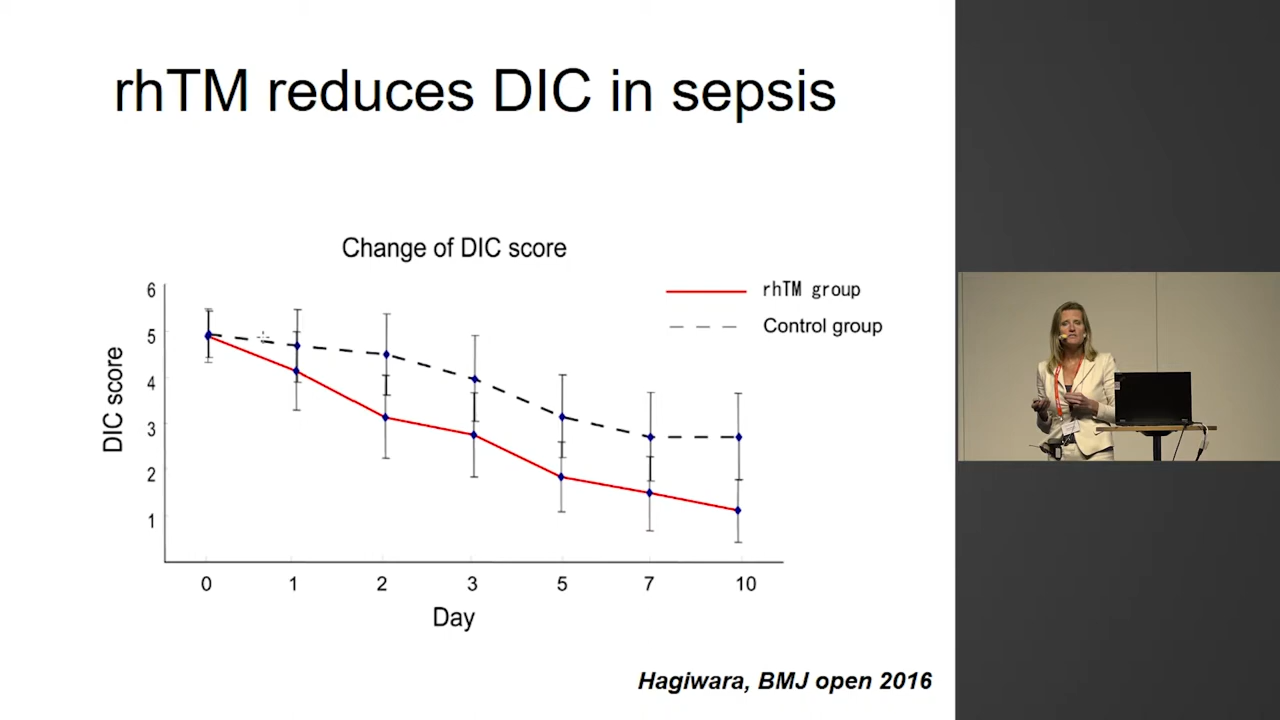 rhTM reduces DIC in sepsis
Change of DIC score
rhTM group
Control group
DIC score
6
5
4
3
2
1
0 1 2 3 5 7 10
Day
Hagiwara, BMJ open 2016